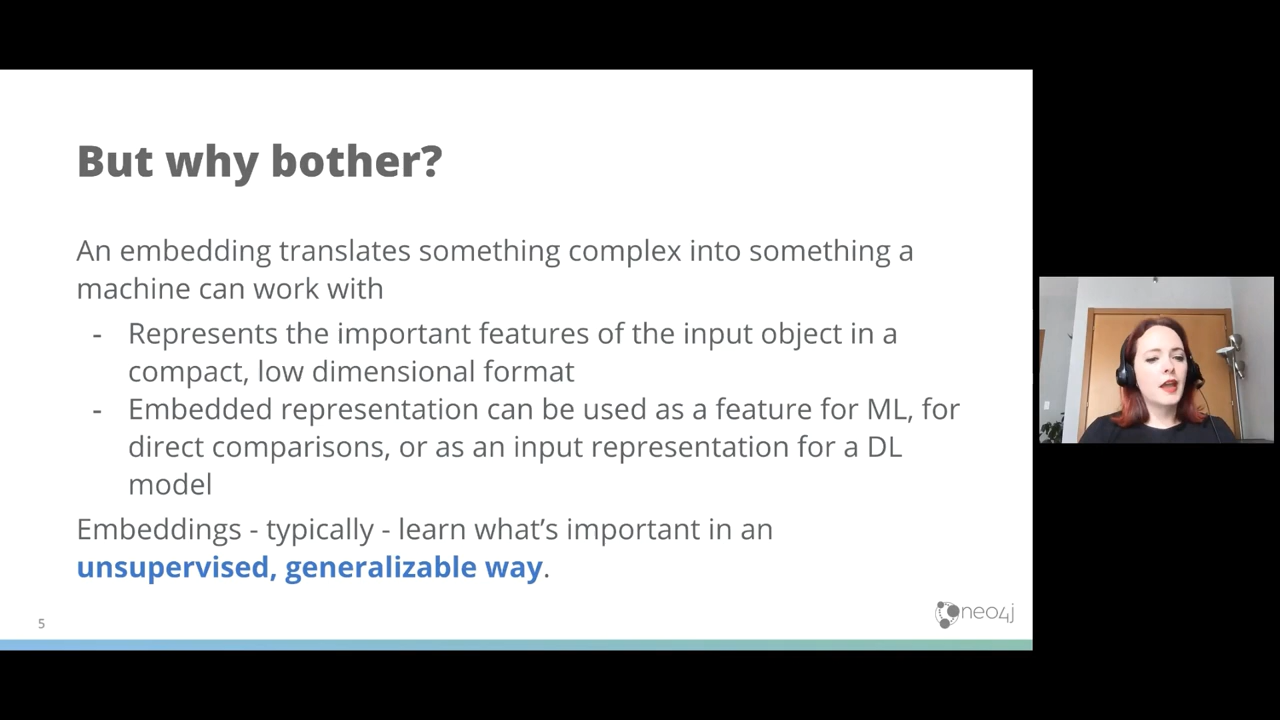 But why bother?
An embedding translates something complex into something a
machine can work with
- Represents the important features of the input object in a
compact, low dimensional format
- Embedded representation can be used as a feature for ML, for
direct comparisons, or as an input representation for a DL
model
Embeddings - typically - learn what’s important in an
unsupervised, generalizable way.
5
neo4j